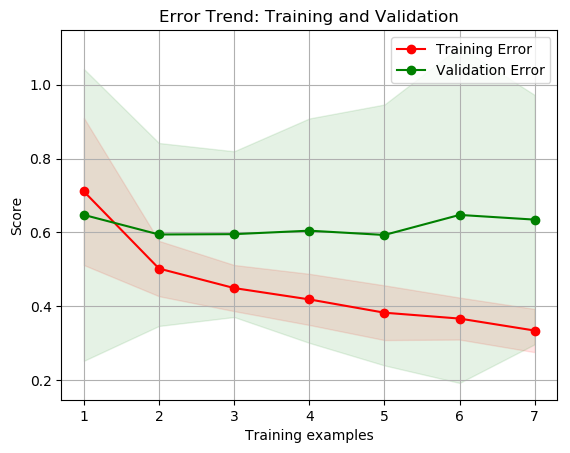 Error Trend: Training and Validation
Training Error
Validation Error
1.0
0.8
0.6
0.4
0.2
Score
1 2 3 4 5 6 7
Training examples